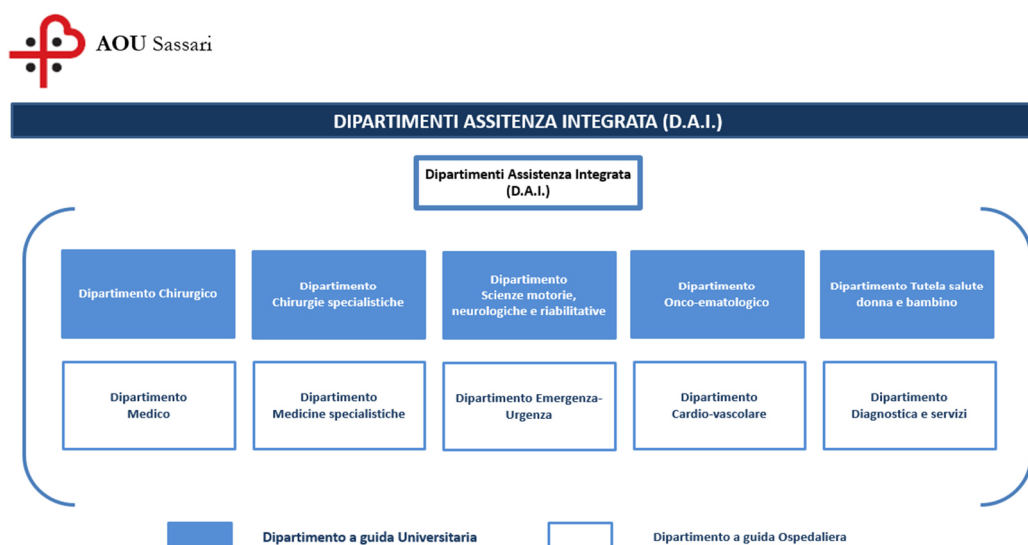 AOU Sassari
DIPARTIMENTI ASSITENZA INTEGRATA (D.A.I.)
Dipartimenti Assistenza Integrata
(D.A.I.)
Dipartimento Chirurgico
Dipartimento
Chirurgie specialistiche
Dipartimento
Scienze motorie,
neurologiche e riabilitative
Dipartimento
Onco-ematologico
Dipartimento Tutela salute
donna e bambino
Dipartimento
Medico
Dipartimento
Medicine specialistiche
Dipartimento Emergenza-
Urgenza
Dipartimento
Cardio-vascolare
Dipartimento
Diagnostica e servizi
Dipartimento a guida Universitaria
Dipartimento a guida Ospedaliera